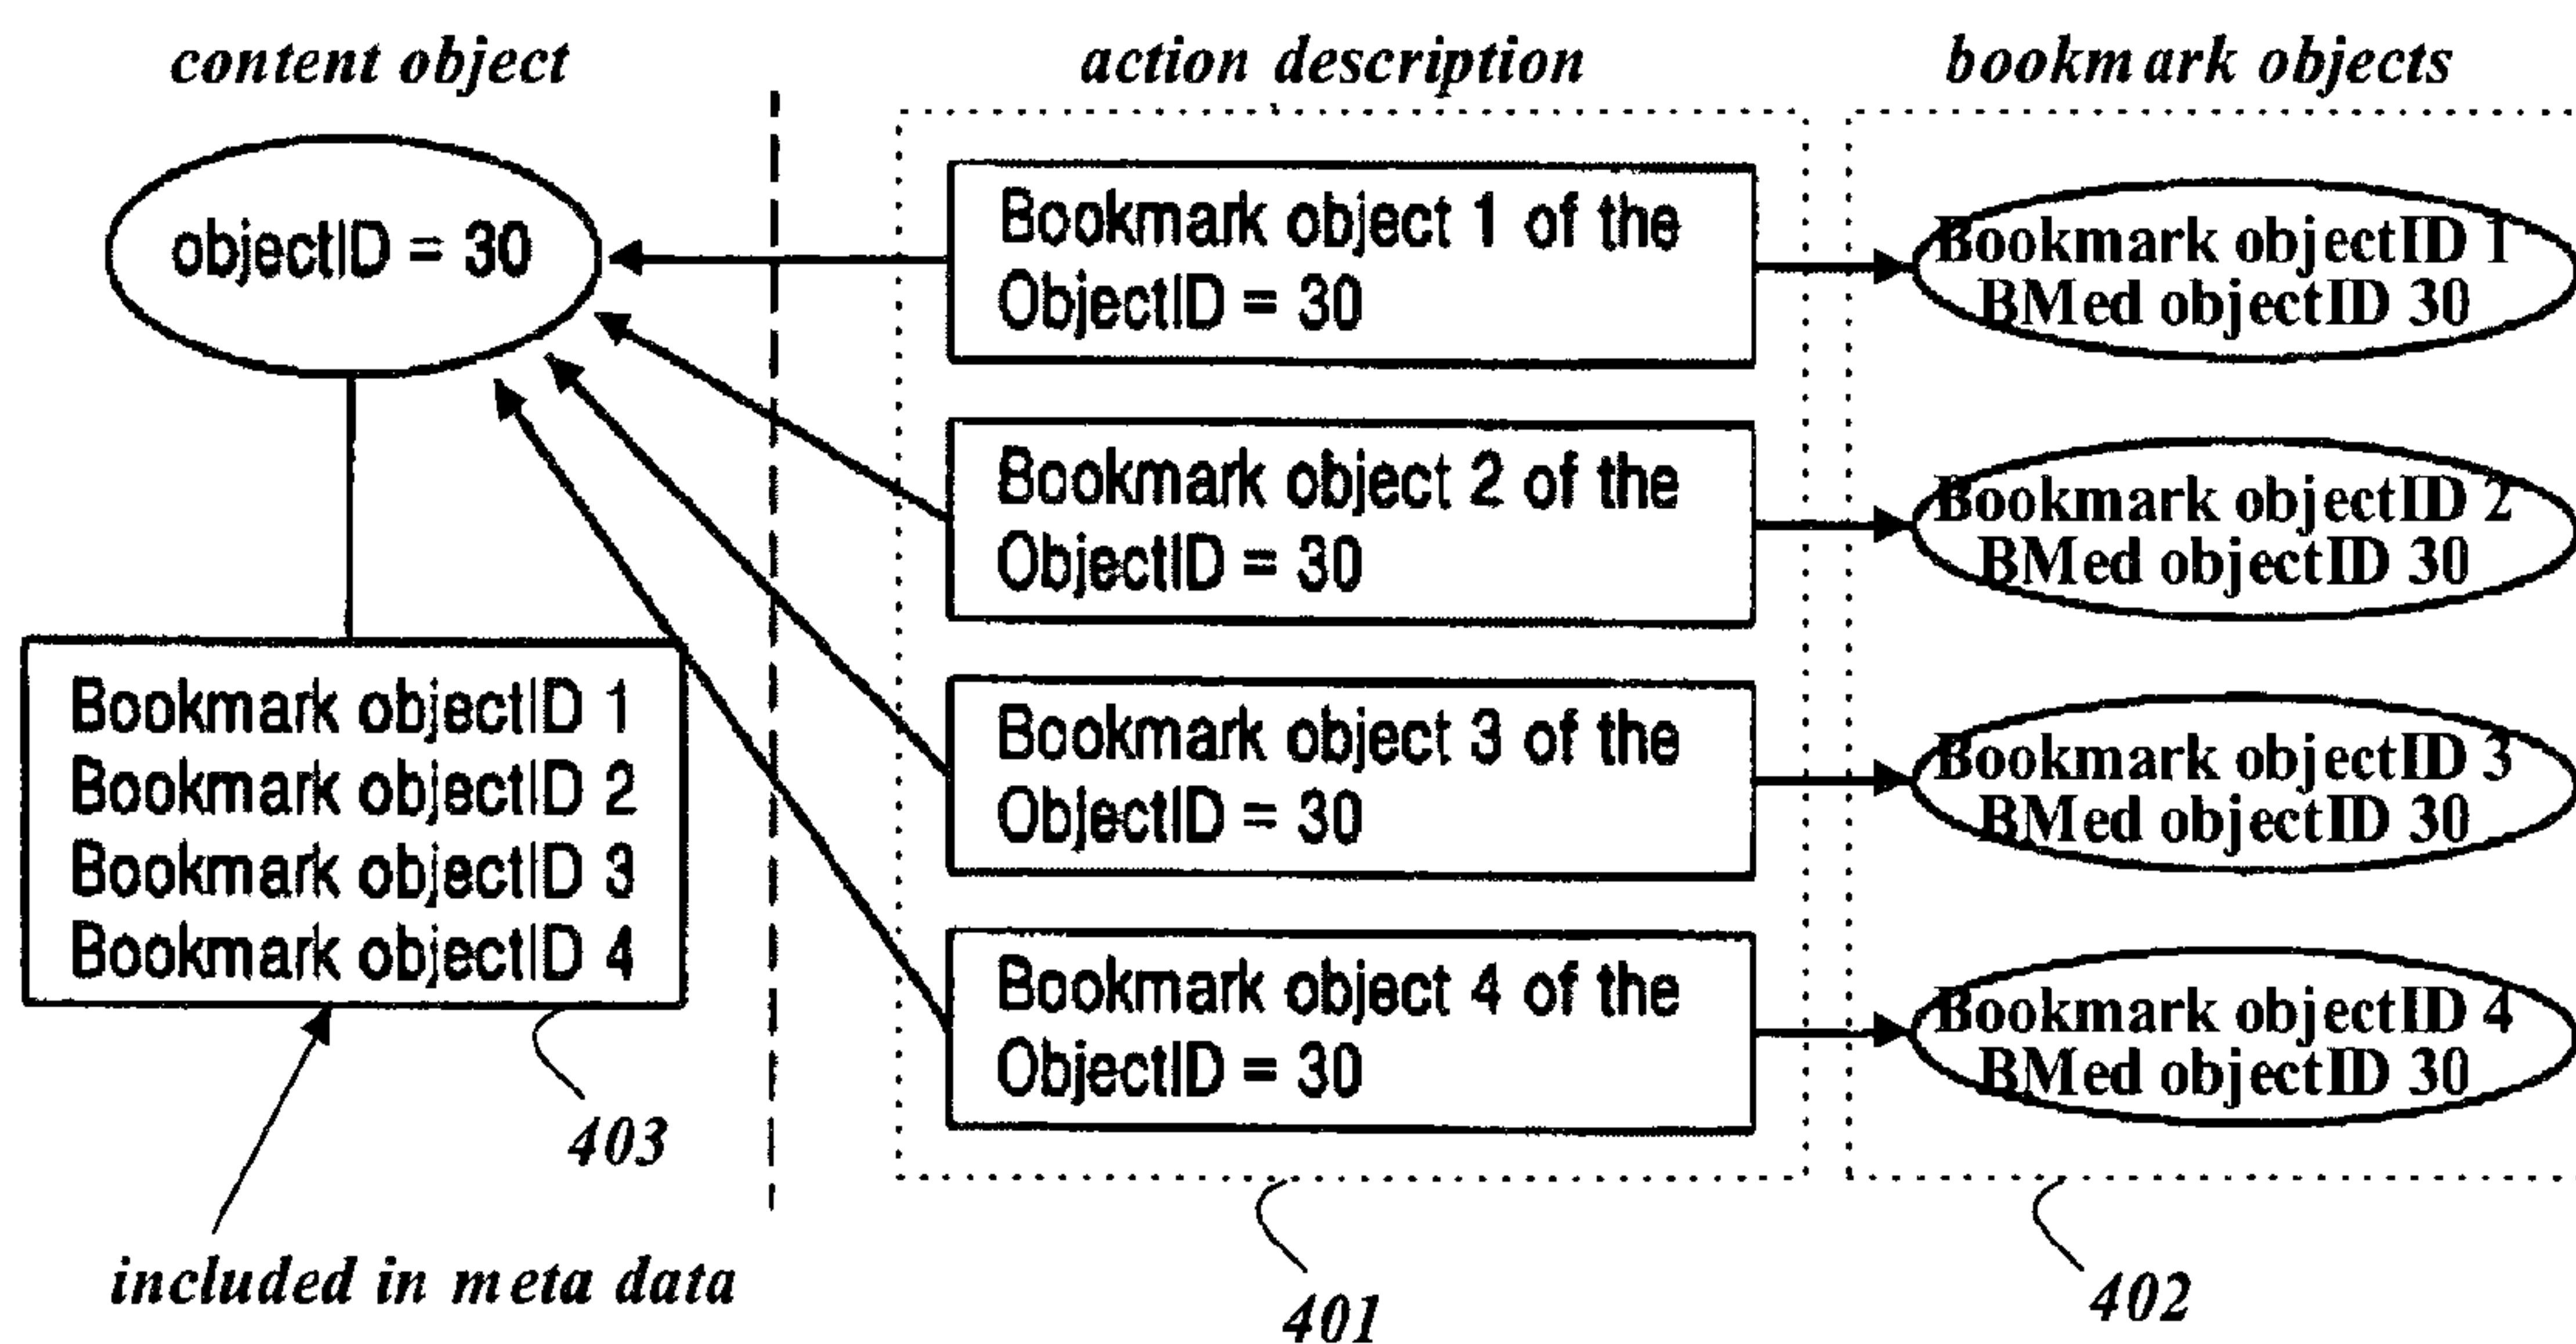 content object
action description
bookmark objects
objectID = 30
Bookmark object 1 of the
ObjectID = 30
Bookmark objectID 1
BMed objectID 30
Bookmark object 2 of the
ObjectID = 30
Bookmark objectID 2
BMed objectID 30
Bookmark objectID 1
Bookmark objectID 2
Bookmark objectID 3
Bookmark objectID 4
Bookmark object 3 of the
ObjectID = 30
Bookmark objectID 3
BMed objectID 30
Bookmark object 4 of the
ObjectID = 30
Bookmark objectID 4
BMed objectID 30
403
included in meta data
401
402